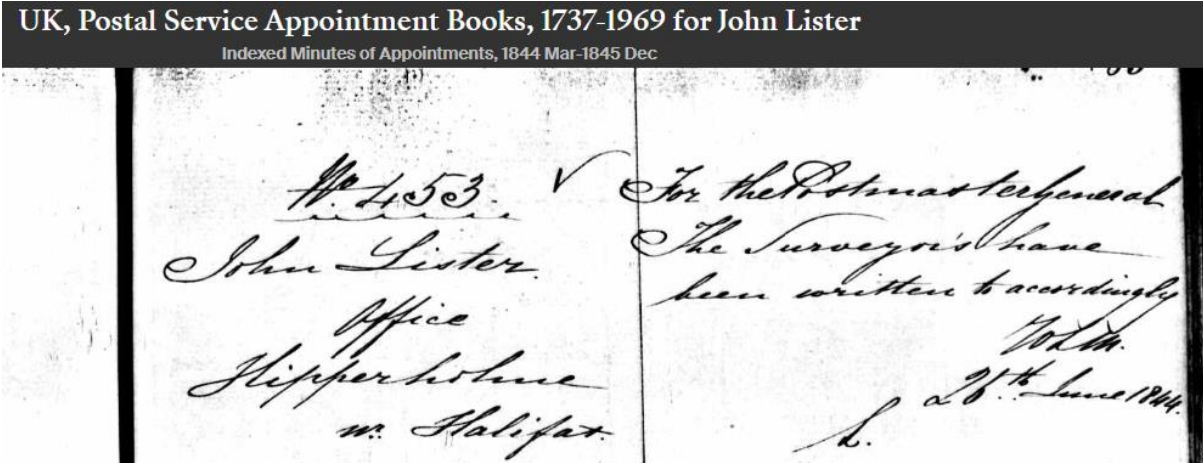 UK, Postal Service Appointment Books, 1737-1969 for John Lister
Indexed Minutes of Appointments, 1844 Mar-1845 Dec
No. 453.
John Lister.
Office
Hipperholme
nr. Halifax.
For the Postmaster General
The Surveyor's have
been written to accordingly
26th. June 1844.
L.